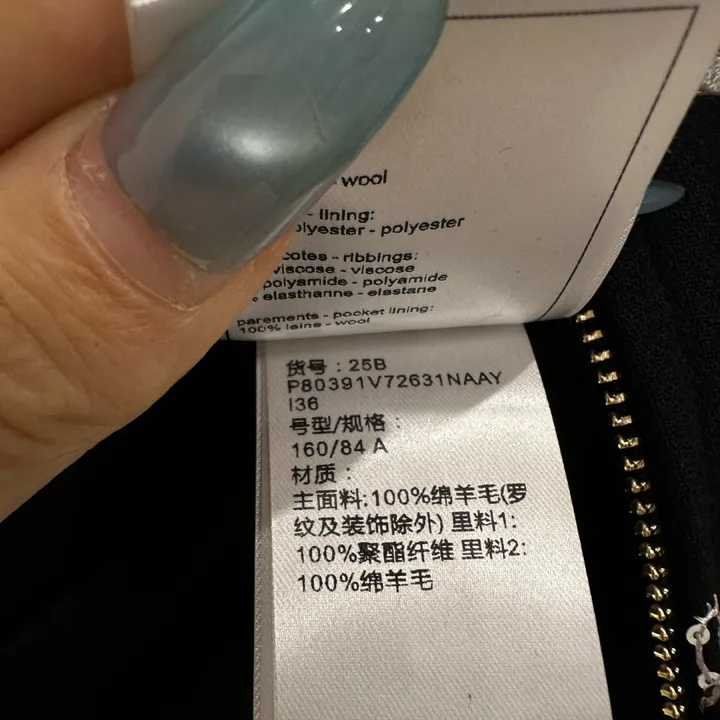 wool
- lining:
polyester - polyester
cotes - ribbings:
viscose - viscose
polyamide - polyamide
elasthanne - elastane
parements - pocket lining:
100% laine - wool
货号：25B
P80391V72631NAAY
I36
号型/规格：
160/84 A
材质：
主面料:100%绵羊毛(罗
纹及装饰除外) 里料1:
100%聚酯纤维 里料2:
100%绵羊毛